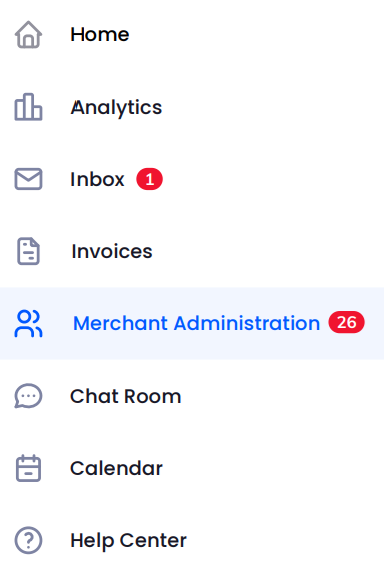 Home
Analytics
Inbox 1
Invoices
Merchant Administration 26
Chat Room
Calendar
Help Center